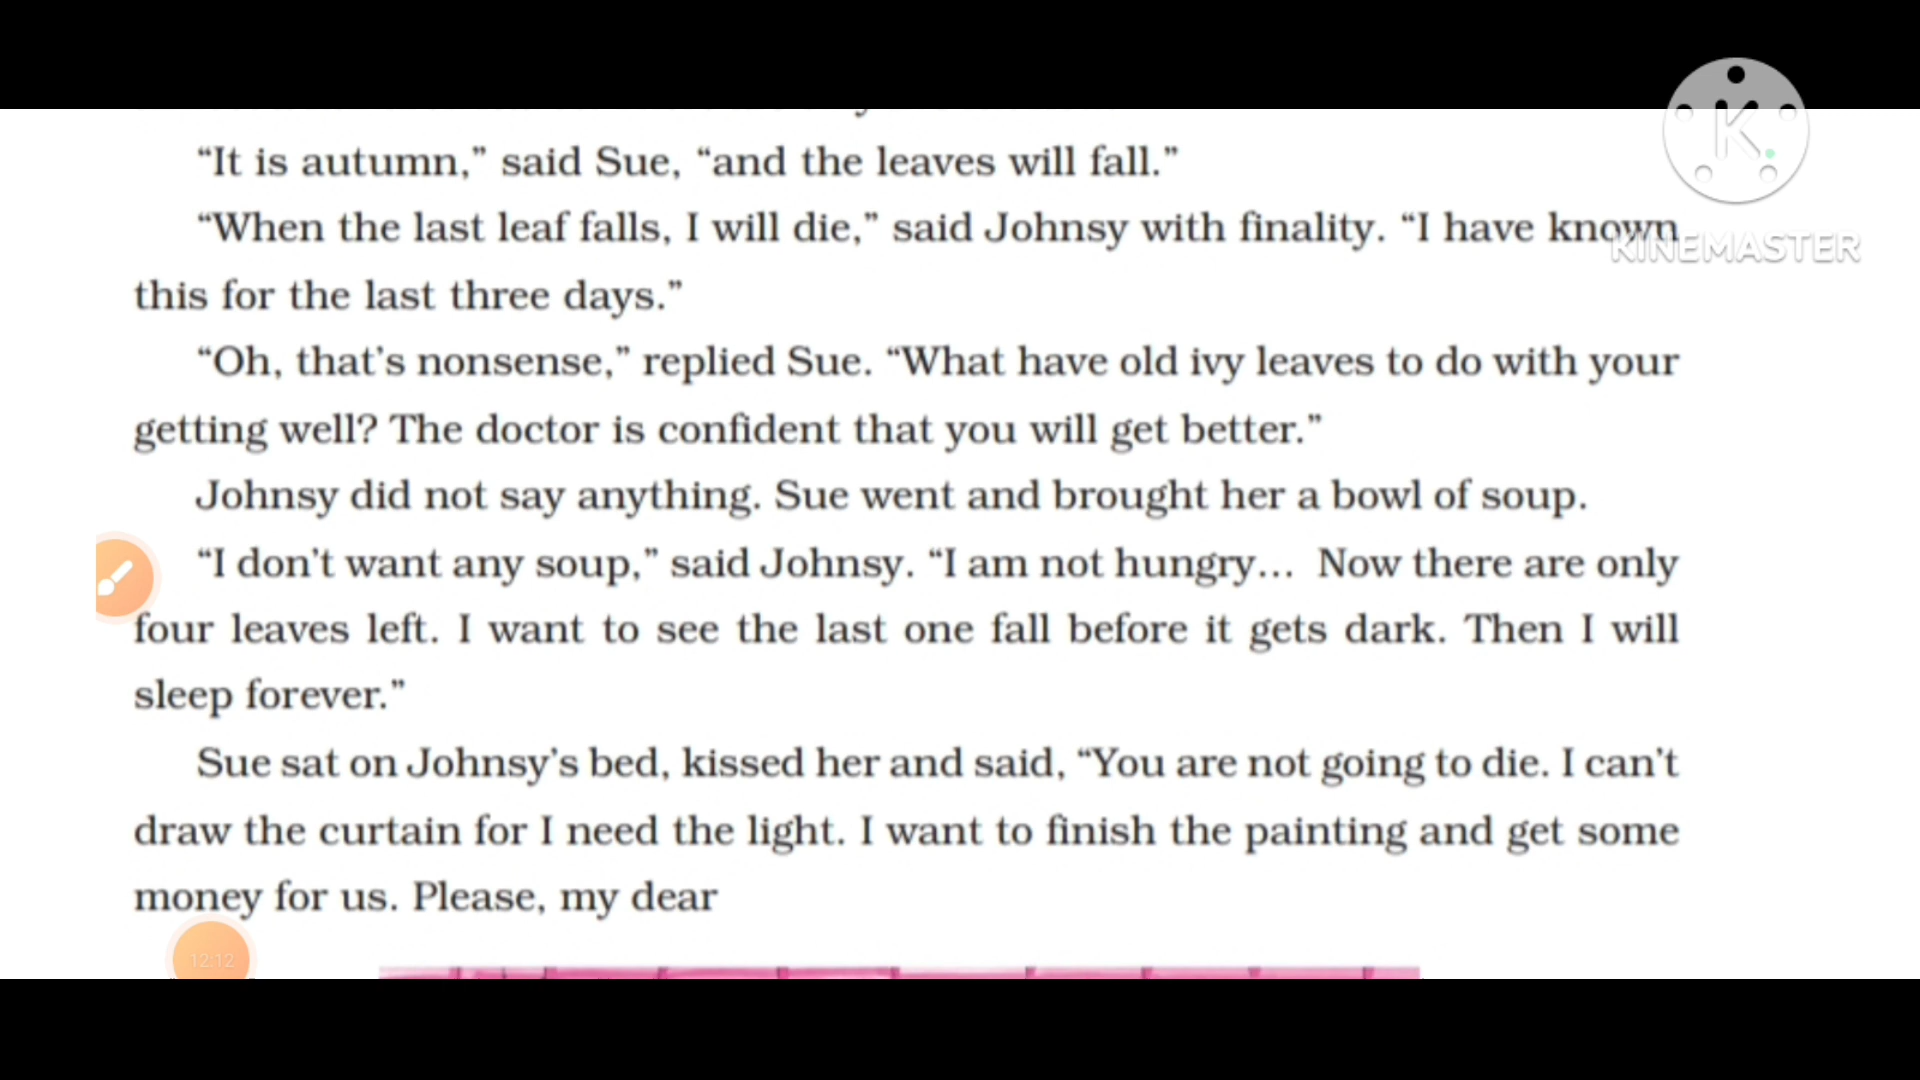 “It is autumn,” said Sue, “and the leaves will fall.”
“When the last leaf falls, I will die,” said Johnsy with finality. “I have known
this for the last three days.”
“Oh, that’s nonsense,” replied Sue. “What have old ivy leaves to do with your
getting well? The doctor is confident that you will get better.”
Johnsy did not say anything. Sue went and brought her a bowl of soup.
“I don’t want any soup,” said Johnsy. “I am not hungry... Now there are only
four leaves left. I want to see the last one fall before it gets dark. Then I will
sleep forever.”
Sue sat on Johnsy’s bed, kissed her and said, “You are not going to die. I can’t
draw the curtain for I need the light. I want to finish the painting and get some
money for us. Please, my dear
12:12
K
KINEMASTER